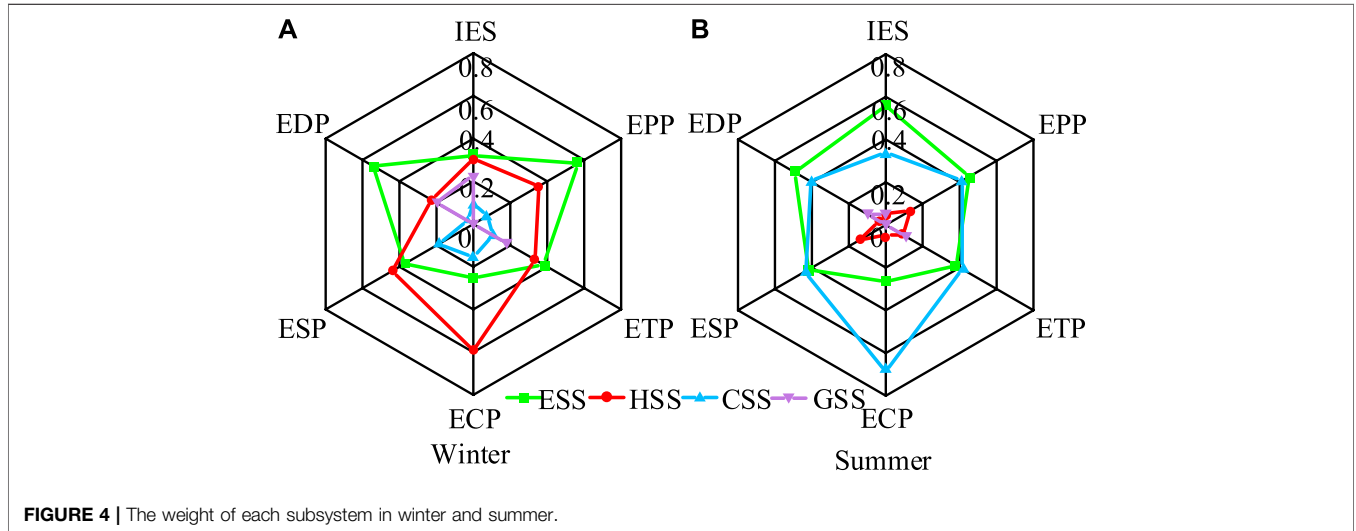 A
IES
0.8
0.6
0.4
0.2
0
EDP
EPP
ESP
ETP
ECP
Winter
B
IES
0.8
0.6
0.4
0.2
0
EDP
EPP
ESP
ETP
ECP
Summer
ESS HSS CSS GSS
FIGURE 4 | The weight of each subsystem in winter and summer.